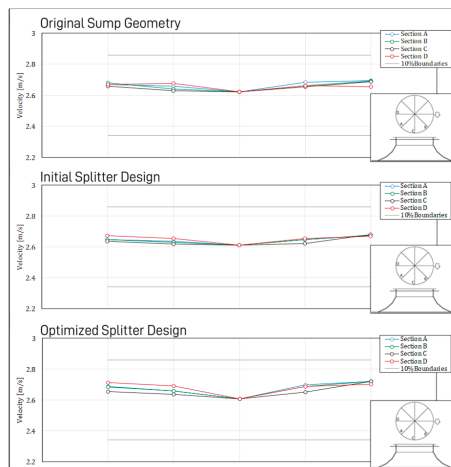 Original Sump Geometry
Velocity [m/s]
3
2.8
2.6
2.4
2.2
Section A
Section B
Section C
Section D
10%Boundaries
Initial Splitter Design
Velocity [m/s]
3
2.8
2.6
2.4
2.2
Section A
Section B
Section C
Section D
10%Boundaries
Optimized Splitter Design
Velocity [m/s]
3
2.8
2.6
2.4
2.2
Section A
Section B
Section C
Section D
10%Boundaries